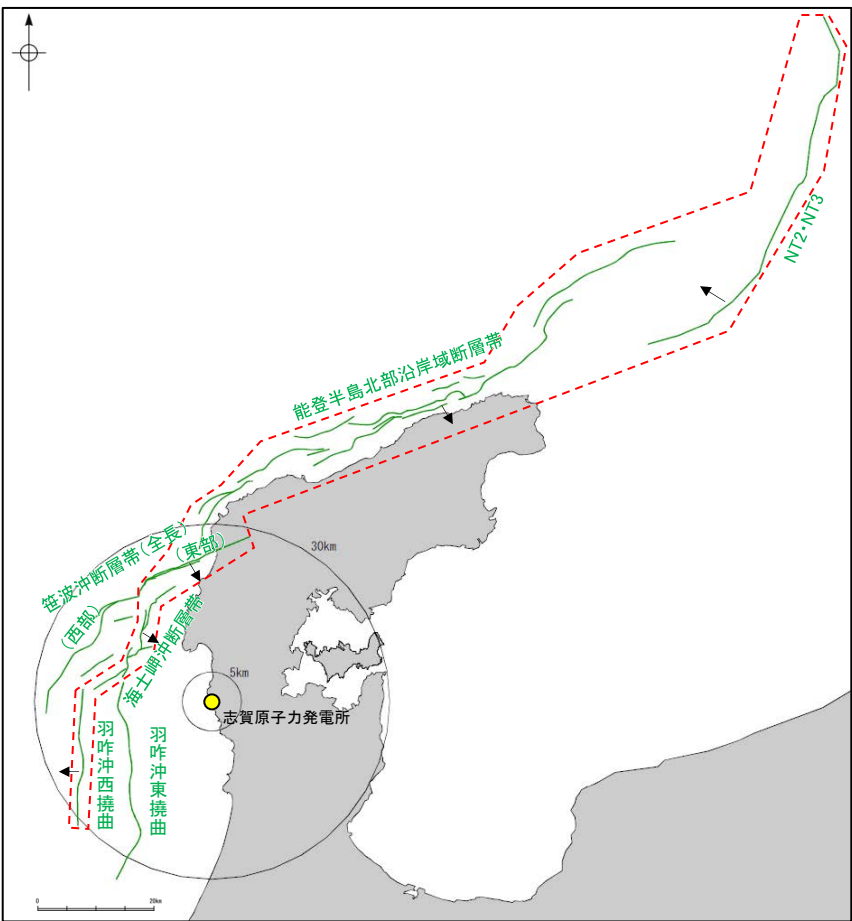 NT2・NT3
能登半島北部沿岸域断層帯
30km
笹波沖断層帯(全長)
(東部)
(西部)
海士岬沖断層帯
5km
志賀原子力発電所
羽咋沖西撓曲
羽咋沖東撓曲
0
20km